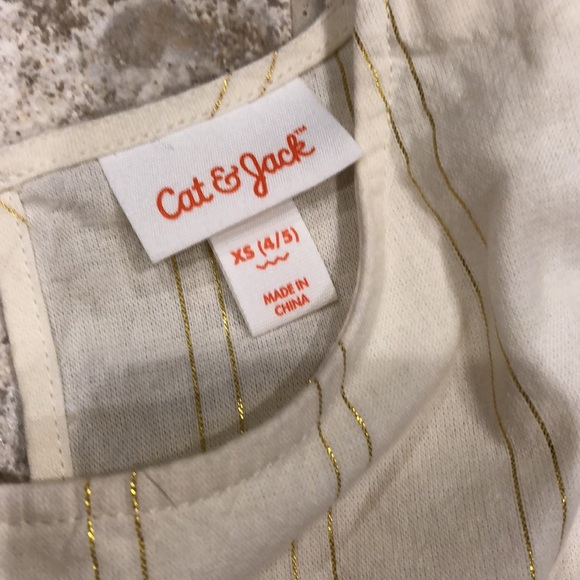 Cat & Jack™
XS (4/5)
MADE IN
CHINA